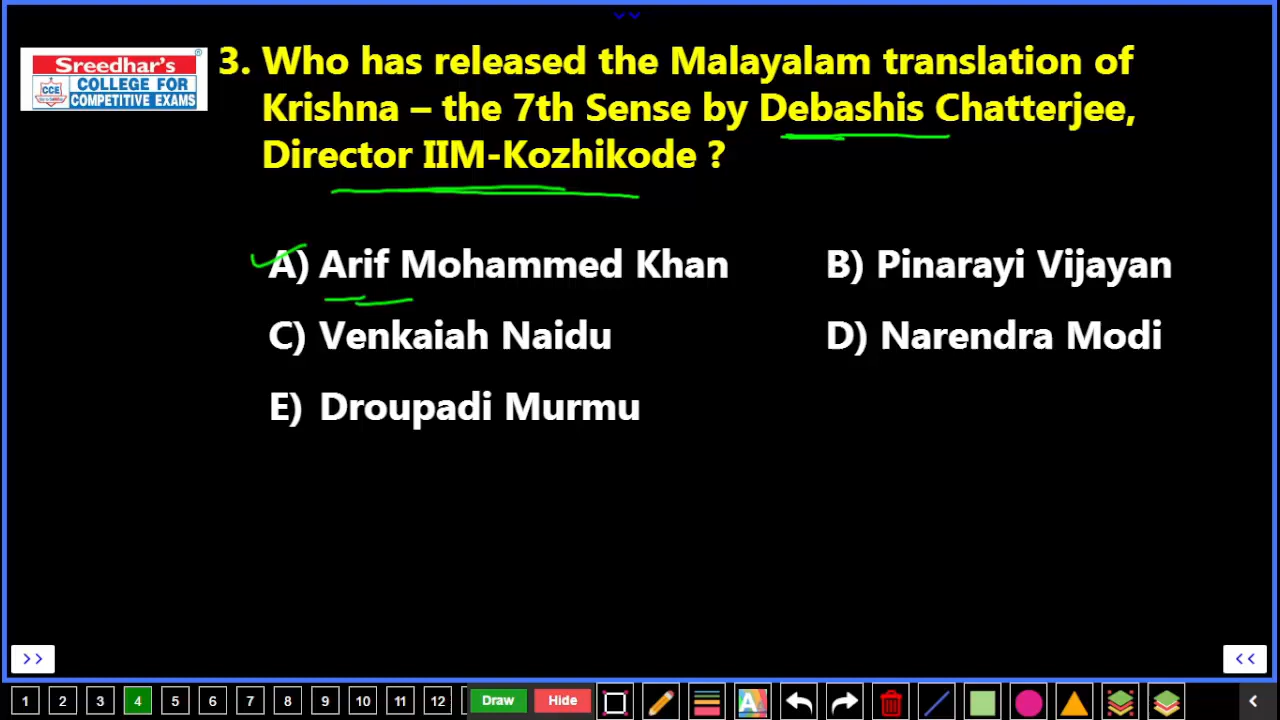 Sreedhar's
®
CCE
COLLEGE FOR
COMPETITIVE EXAMS
3. Who has released the Malayalam translation of
Krishna – the 7th Sense by Debashis Chatterjee,
Director IIM-Kozhikode ?
A) Arif Mohammed Khan
B) Pinarayi Vijayan
C) Venkaiah Naidu
D) Narendra Modi
E) Droupadi Murmu
>>
<<
1 2 3 4 5 6 7 8 9 10 11 12 Draw Hide A <